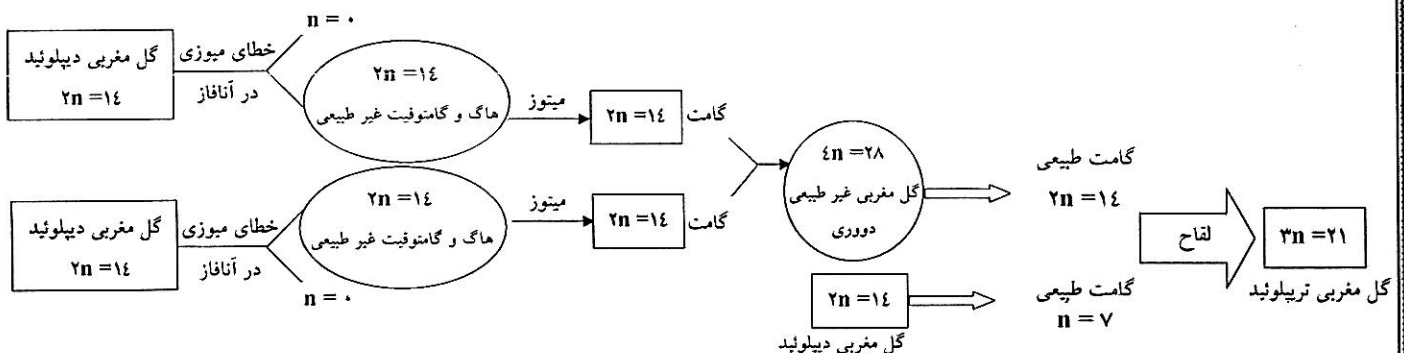 n = ۰
گل مغربی دیپلوئید
۲n =۱٤
خطای میوزی
در آنافاز
۲n =۱٤
هاگ و گامتوفیت غیر طبیعی
میتوز
۲n =۱٤
گامت
٤n =۲۸
گل مغربی غیر طبیعی
دووری
گامت طبیعی
۲n =۱٤
گل مغربی دیپلوئید
۲n =۱٤
خطای میوزی
در آنافاز
۲n =۱٤
هاگ و گامتوفیت غیر طبیعی
n = ۰
میتوز
۲n =۱٤
گامت
لقاح
۳n =۲۱
گل مغربی تریپلوئید
۲n =۱٤
گل مغربی دیپلوئید
گامت طبیعی
n = ۷